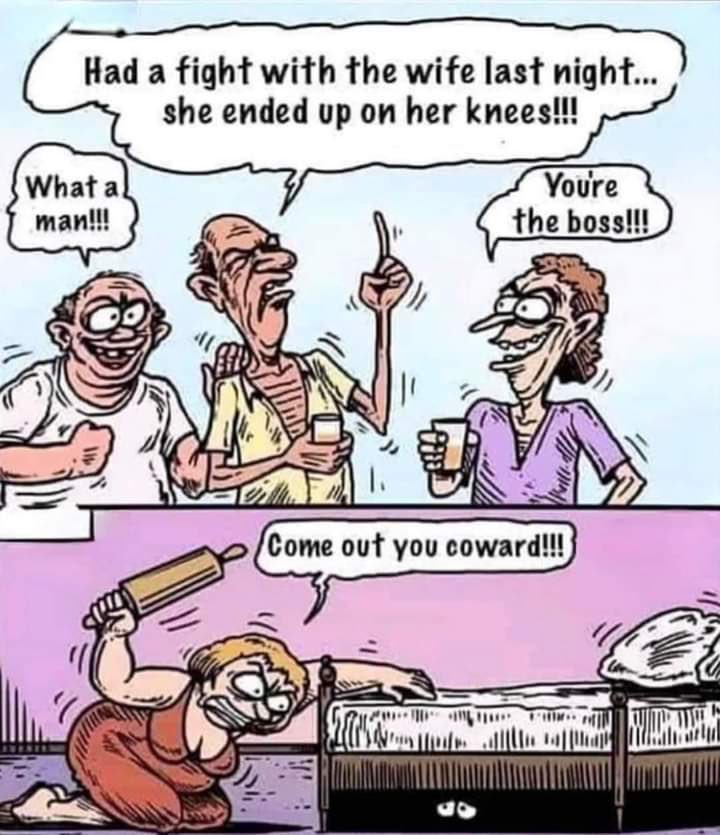 Had a fight with the wife last night...
she ended up on her knees!!!
What a
man!!!
You're
the boss!!!
Come out you coward!!!